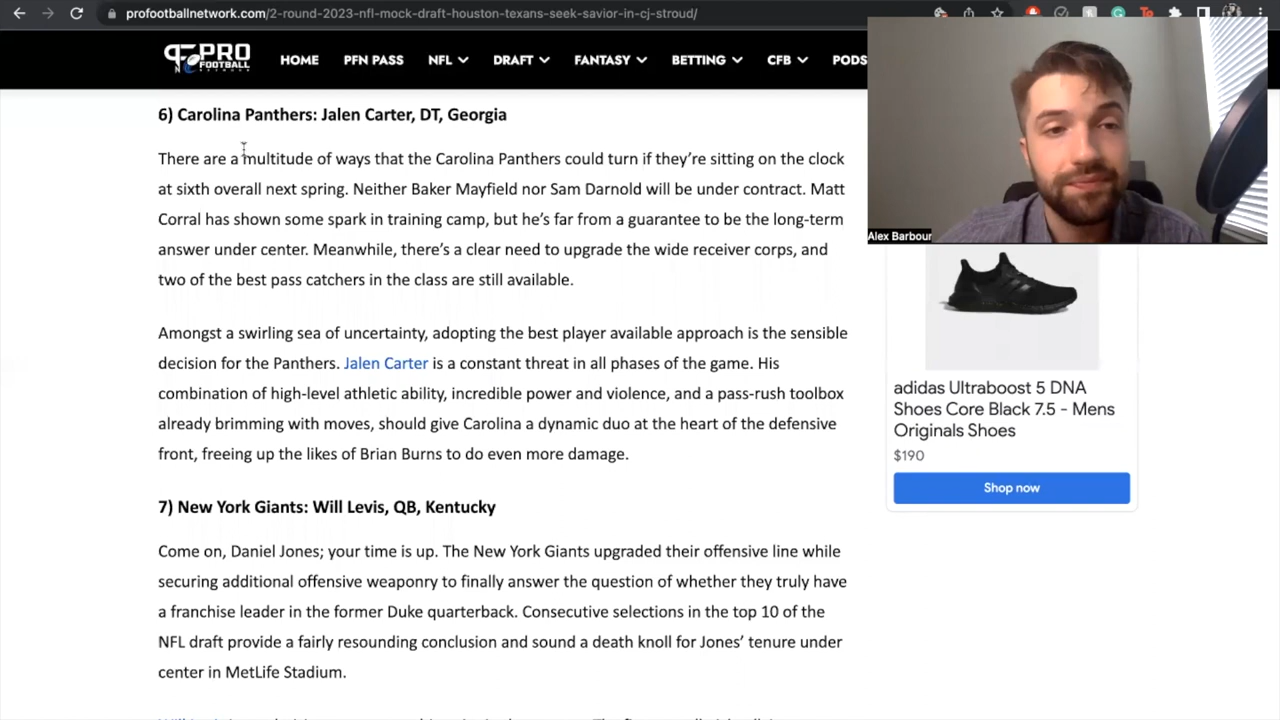 profootballnetwork.com/2-round-2023-nfl-mock-draft-houston-texans-seek-savior-in-cj-stroud/
PRO
FOOTBALL
NETWORK
HOME PFN PASS NFL DRAFT FANTASY BETTING CFB PODS
6) Carolina Panthers: Jalen Carter, DT, Georgia
There are a multitude of ways that the Carolina Panthers could turn if they’re sitting on the clock
at sixth overall next spring. Neither Baker Mayfield nor Sam Darnold will be under contract. Matt
Corral has shown some spark in training camp, but he’s far from a guarantee to be the long-term
answer under center. Meanwhile, there’s a clear need to upgrade the wide receiver corps, and
two of the best pass catchers in the class are still available.
Amongst a swirling sea of uncertainty, adopting the best player available approach is the sensible
decision for the Panthers. Jalen Carter is a constant threat in all phases of the game. His
combination of high-level athletic ability, incredible power and violence, and a pass-rush toolbox
already brimming with moves, should give Carolina a dynamic duo at the heart of the defensive
front, freeing up the likes of Brian Burns to do even more damage.
7) New York Giants: Will Levis, QB, Kentucky
Come on, Daniel Jones; your time is up. The New York Giants upgraded their offensive line while
securing additional offensive weaponry to finally answer the question of whether they truly have
a franchise leader in the former Duke quarterback. Consecutive selections in the top 10 of the
NFL draft provide a fairly resounding conclusion and sound a death knoll for Jones’ tenure under
center in MetLife Stadium.
Alex Barbour
adidas Ultraboost 5 DNA
Shoes Core Black 7.5 - Mens
Originals Shoes
$190
Shop now